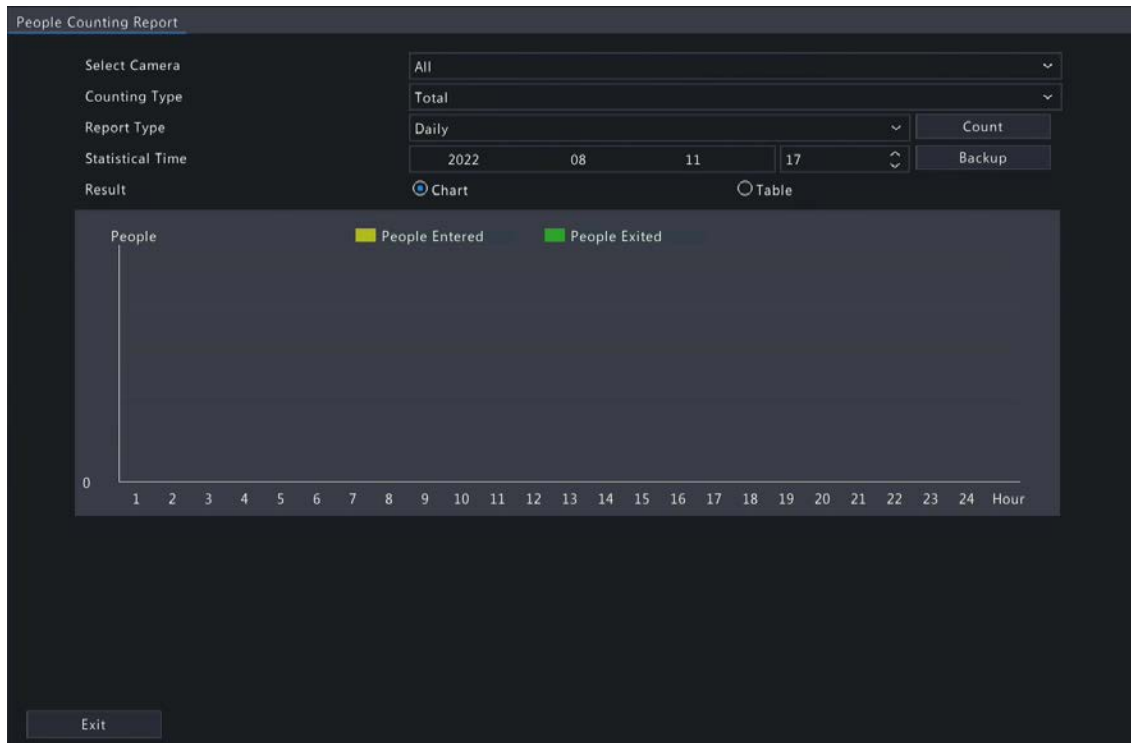 People Counting Report
Select Camera All
Counting Type Total
Report Type Daily Count
Statistical Time 2022 08 11 17 Backup
Result Chart Table
People People Entered People Exited
0
1 2 3 4 5 6 7 8 9 10 11 12 13 14 15 16 17 18 19 20 21 22 23 24 Hour
Exit